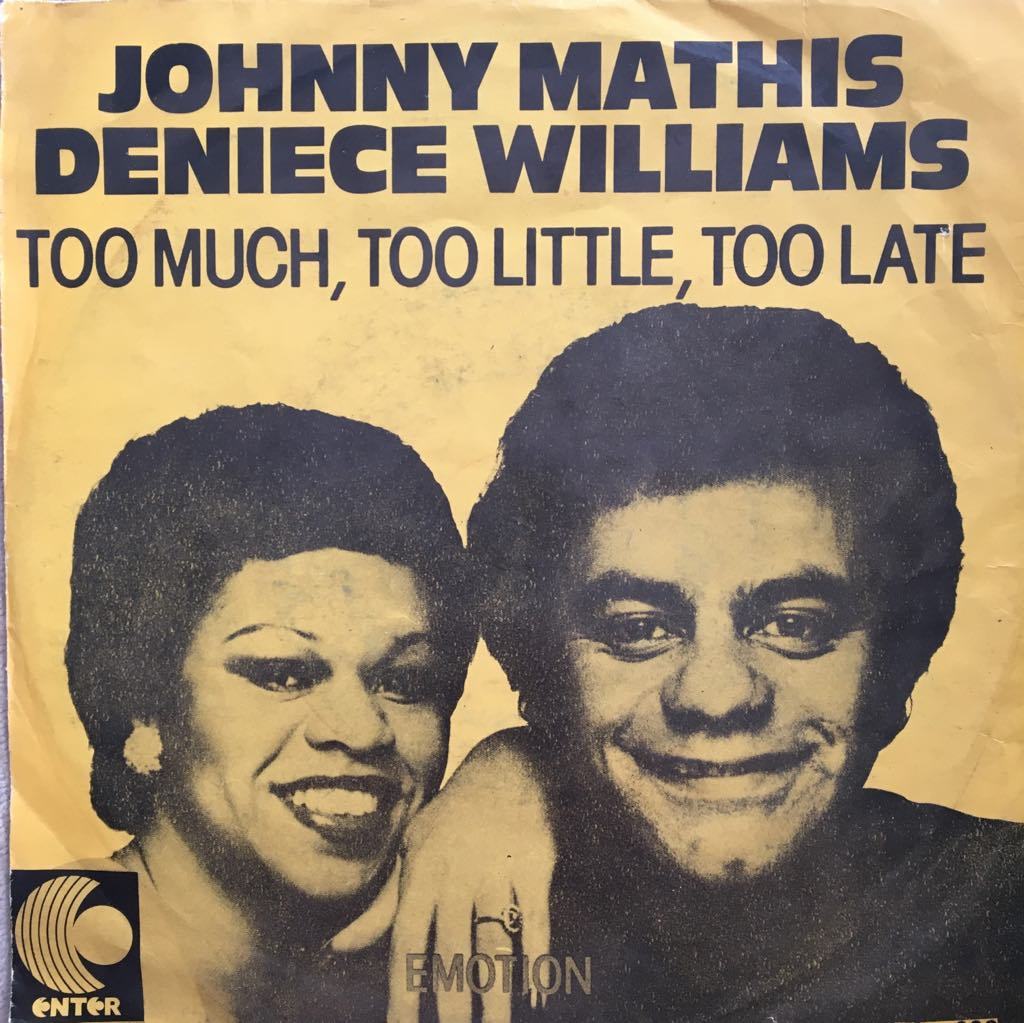 JOHNNY MATHIS
DENIECE WILLIAMS
TOO MUCH, TOO LITTLE, TOO LATE
EMOTION
ENTER